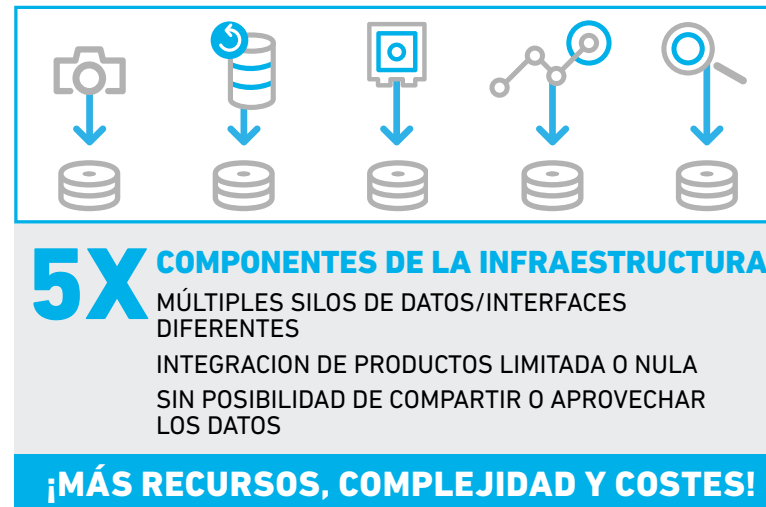 5X COMPONENTES DE LA INFRAESTRUCTURA
MÚLTIPLES SILOS DE DATOS/INTERFACES
DIFERENTES
INTEGRACION DE PRODUCTOS LIMITADA O NULA
SIN POSIBILIDAD DE COMPARTIR O APROVECHAR
LOS DATOS
¡MÁS RECURSOS, COMPLEJIDAD Y COSTES!